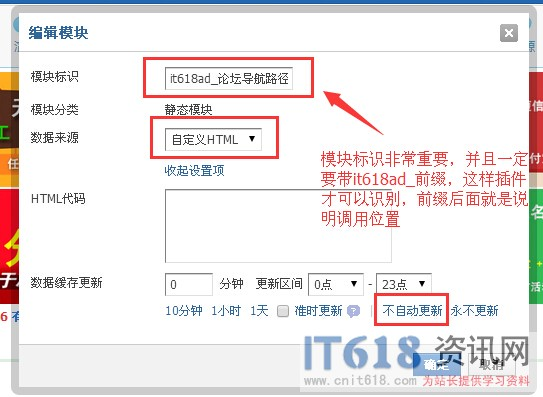 编辑模块
模块标识 it618ad_论坛导航路径
模块分类 静态模块
数据来源 自定义HTML
收起设置项
模块标识非常重要，并且一定
要带it618ad_前缀，这样插件
才可以识别，前缀后面就是说
明调用位置
HTML代码
数据缓存更新 0 分钟 更新区间 0点 - 23点
10分钟 1小时 1天 准时更新 ? | 不自动更新 永不更新
确定 取消
IT618 资讯网
www.cnit618.com 为站长提供学习资料